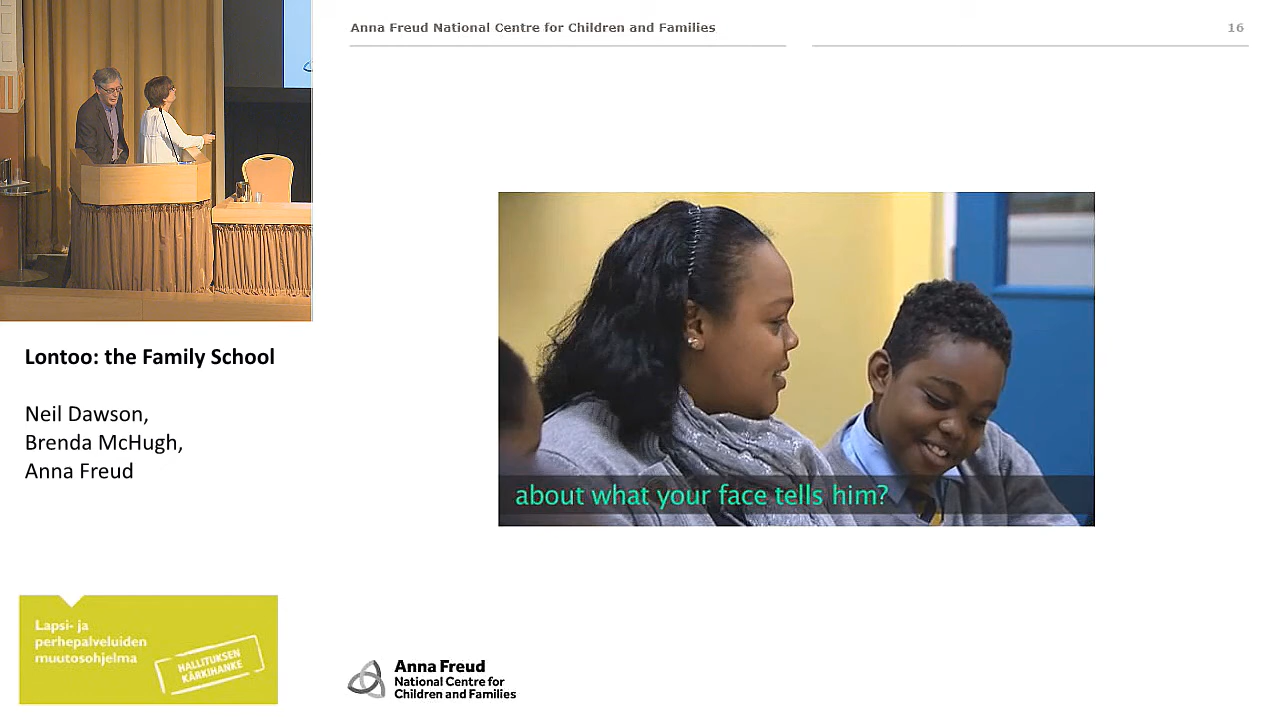 Anna Freud National Centre for Children and Families
16
about what your face tells him?
Lontoo: the Family School
Neil Dawson,
Brenda McHugh,
Anna Freud
Lapsi- ja
perhepalveluiden
muutosohjelma
HALLITUKSEN
KÄRKIHANKE
Anna Freud
National Centre for
Children and Families